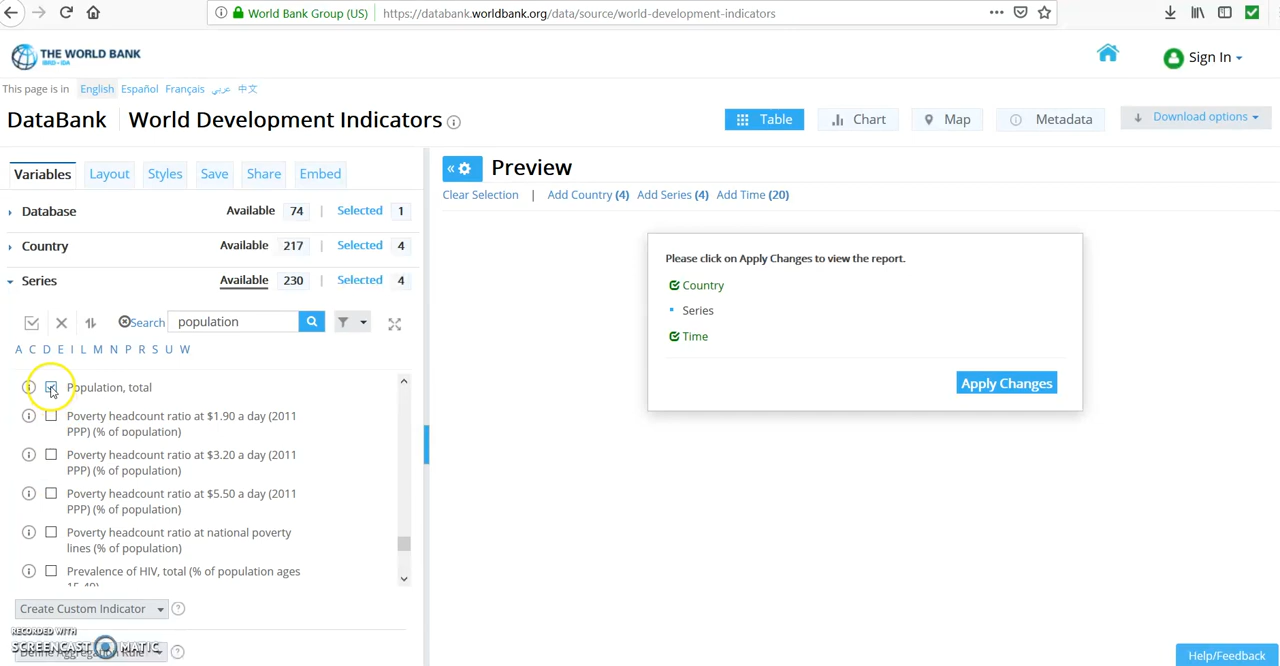 World Bank Group (US) https://databank.worldbank.org/data/source/world-development-indicators
THE WORLD BANK
IBRD • IDA
Sign In
This page is in English Español Français عربي 中文
DataBank World Development Indicators
Table Chart Map Metadata Download options
Variables Layout Styles Save Share Embed
« Preview
Clear Selection | Add Country (4) Add Series (4) Add Time (20)
Database Available 74 | Selected 1
Country Available 217 | Selected 4
Series Available 230 | Selected 4
Search population
A C D E I L M N P R S U W
Population, total
Poverty headcount ratio at $1.90 a day (2011
PPP) (% of population)
Poverty headcount ratio at $3.20 a day (2011
PPP) (% of population)
Poverty headcount ratio at $5.50 a day (2011
PPP) (% of population)
Poverty headcount ratio at national poverty
lines (% of population)
Prevalence of HIV, total (% of population ages
15-49)
Create Custom Indicator ?
RECORDED WITH
SCREENCAST MATIC
Define Aggregation Rule ?
Please click on Apply Changes to view the report.
Country
Series
Time
Apply Changes
Help/Feedback